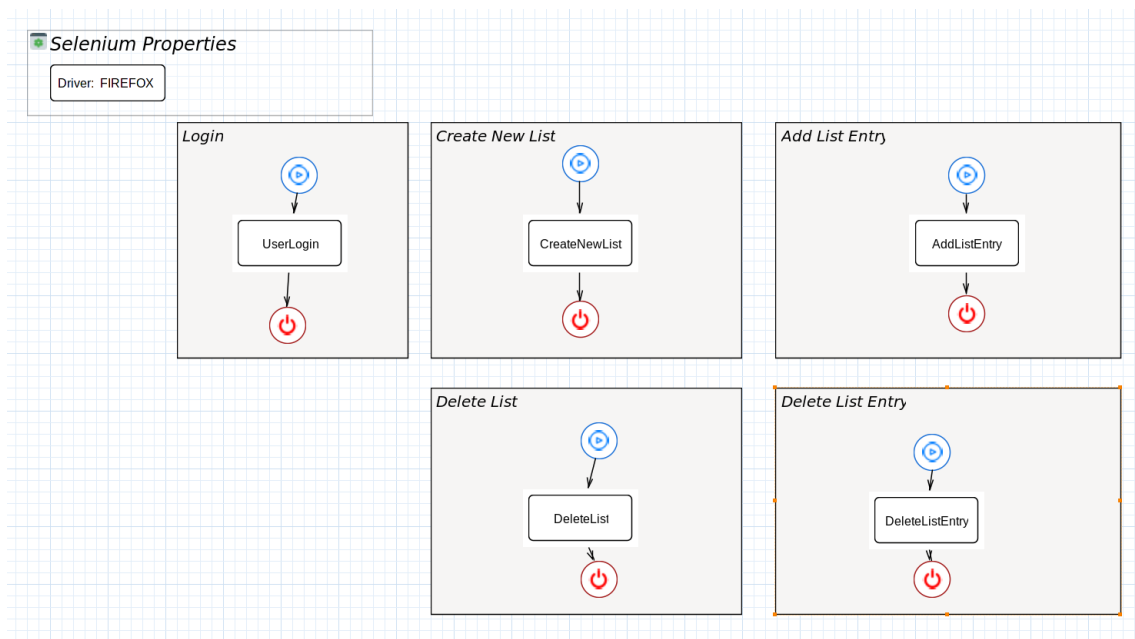 Selenium Properties
Driver: FIREFOX
Login
Create New List
Add List Entry
UserLogin
CreateNewList
AddListEntry
Delete List
Delete List Entry
DeleteList
DeleteListEntry